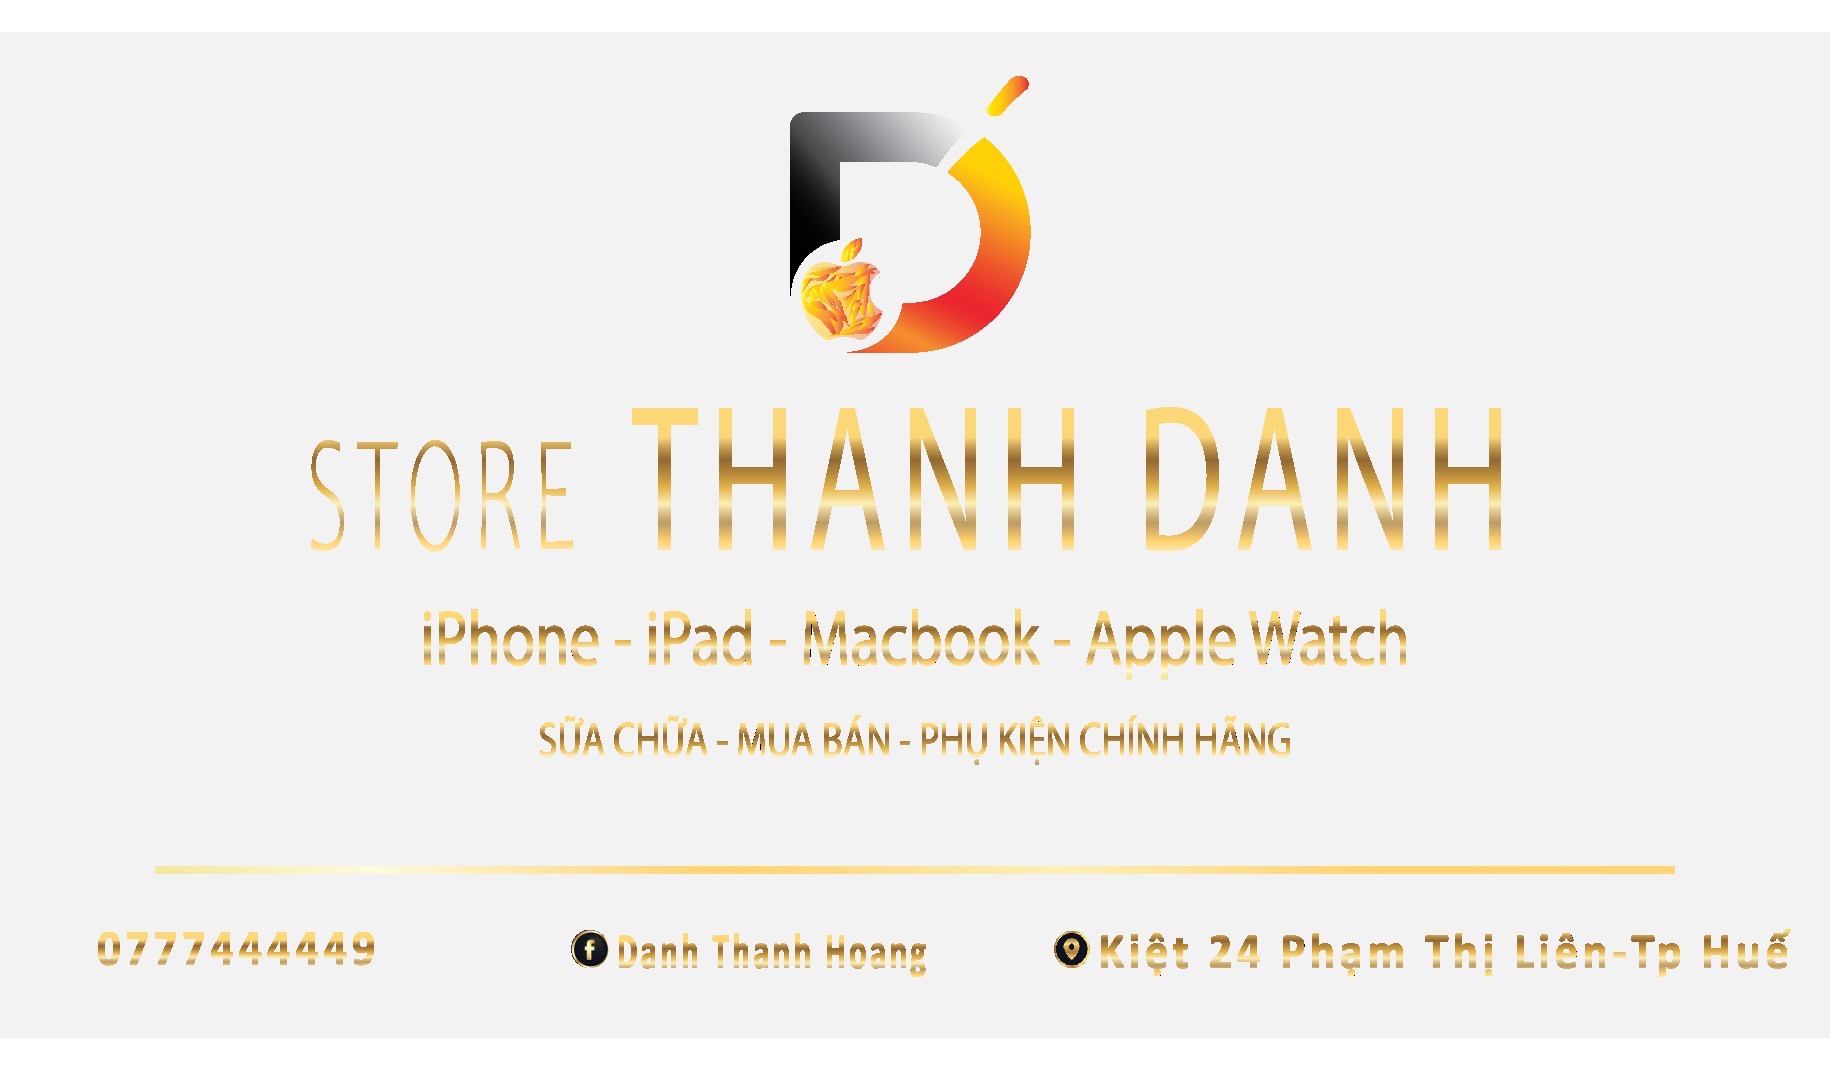 STORE THANH DANH
iPhone - iPad - Macbook - Apple Watch
SỮA CHỮA - MUA BÁN - PHỤ KIỆN CHÍNH HÃNG
0777444449
Danh Thanh Hoang
Kiệt 24 Phạm Thị Liên-Tp Huế